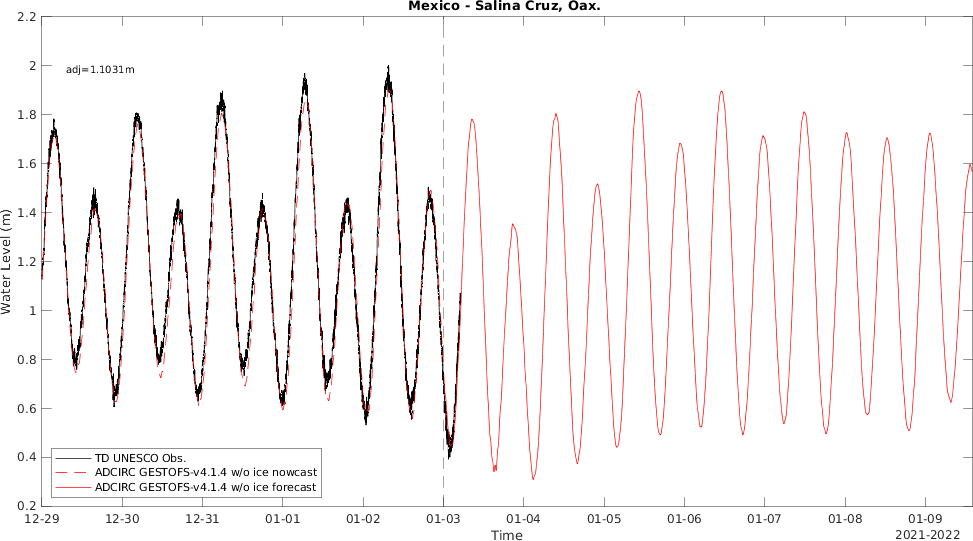 Mexico - Salina Cruz, Oax.
2.2
2
1.8
1.6
1.4
1.2
1
0.8
0.6
0.4
0.2
Water Level (m)
adj=1.1031m
TD UNESCO Obs.
ADCIRC GESTOFS-v4.1.4 w/o ice nowcast
ADCIRC GESTOFS-v4.1.4 w/o ice forecast
12-29 12-30 12-31 01-01 01-02 01-03 01-04 01-05 01-06 01-07 01-08 01-09
Time
2021-2022